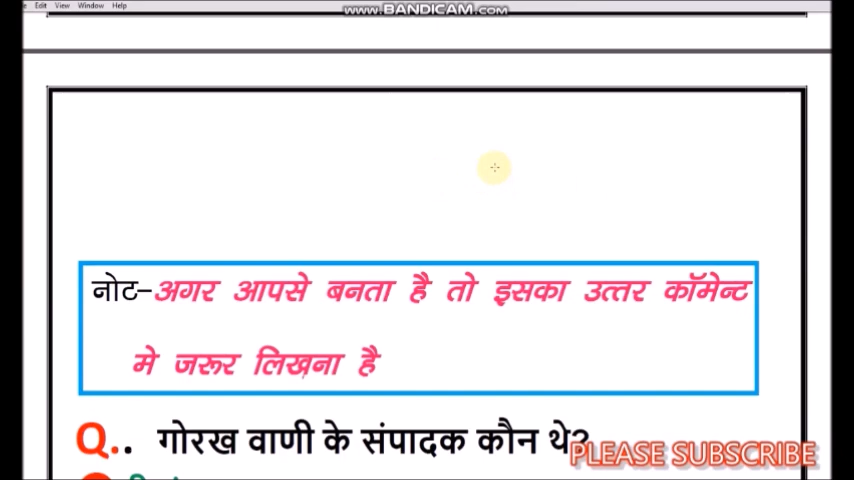 Edit View Window Help
www.BANDICAM.com
नोट–अगर आपसे बनता है तो इसका उत्तर कॉमेन्ट
मे जरूर लिखना है
Q.. गोरख वाणी के संपादक कौन थे?
PLEASE SUBSCRIBE